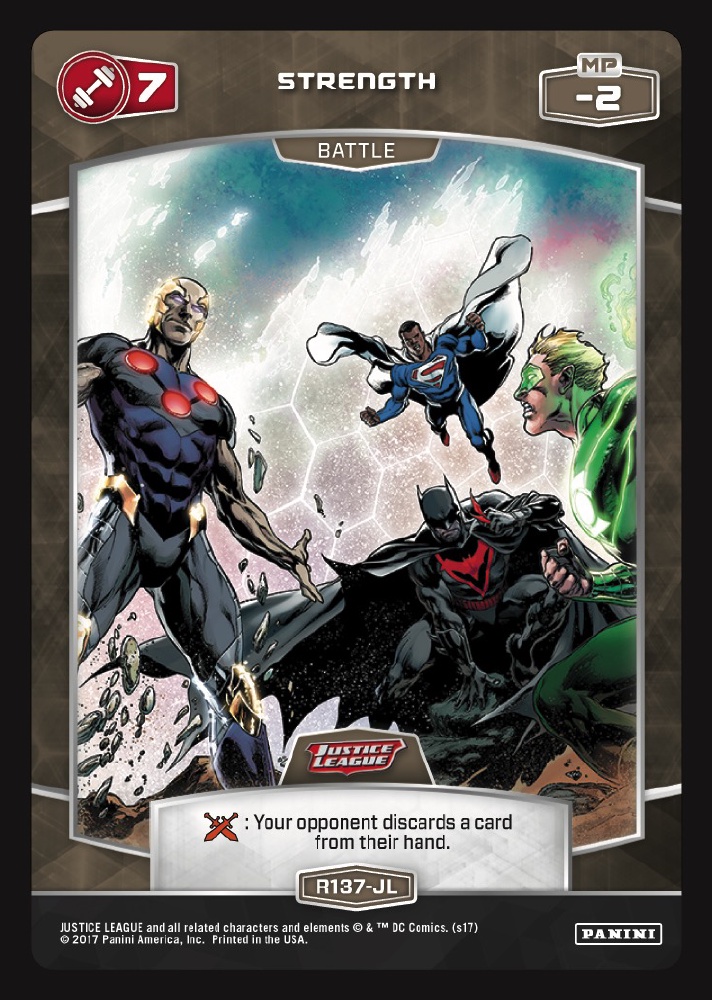 7
STRENGTH
MP
-2
BATTLE
JUSTICE
LEAGUE
: Your opponent discards a card
from their hand.
R137-JL
JUSTICE LEAGUE and all related characters and elements © & ™ DC Comics. (s17)
© 2017 Panini America, Inc. Printed in the USA.
PANINI